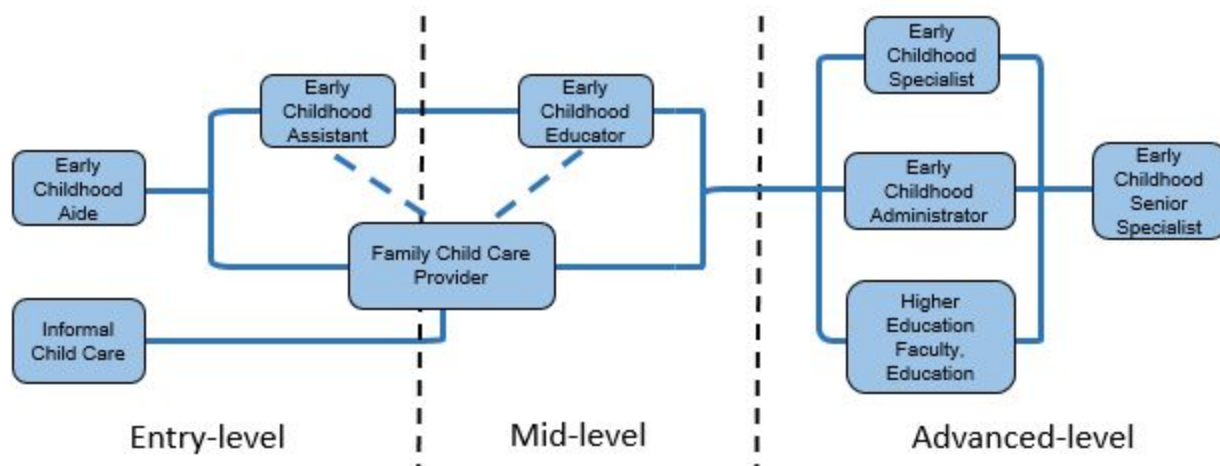 Early
Childhood
Specialist
Early
Childhood
Assistant
Early
Childhood
Educator
Early
Childhood
Aide
Early
Childhood
Administrator
Early
Childhood
Senior
Specialist
Family Child Care
Provider
Informal
Child Care
Higher
Education
Faculty,
Education
Entry-level
Mid-level
Advanced-level